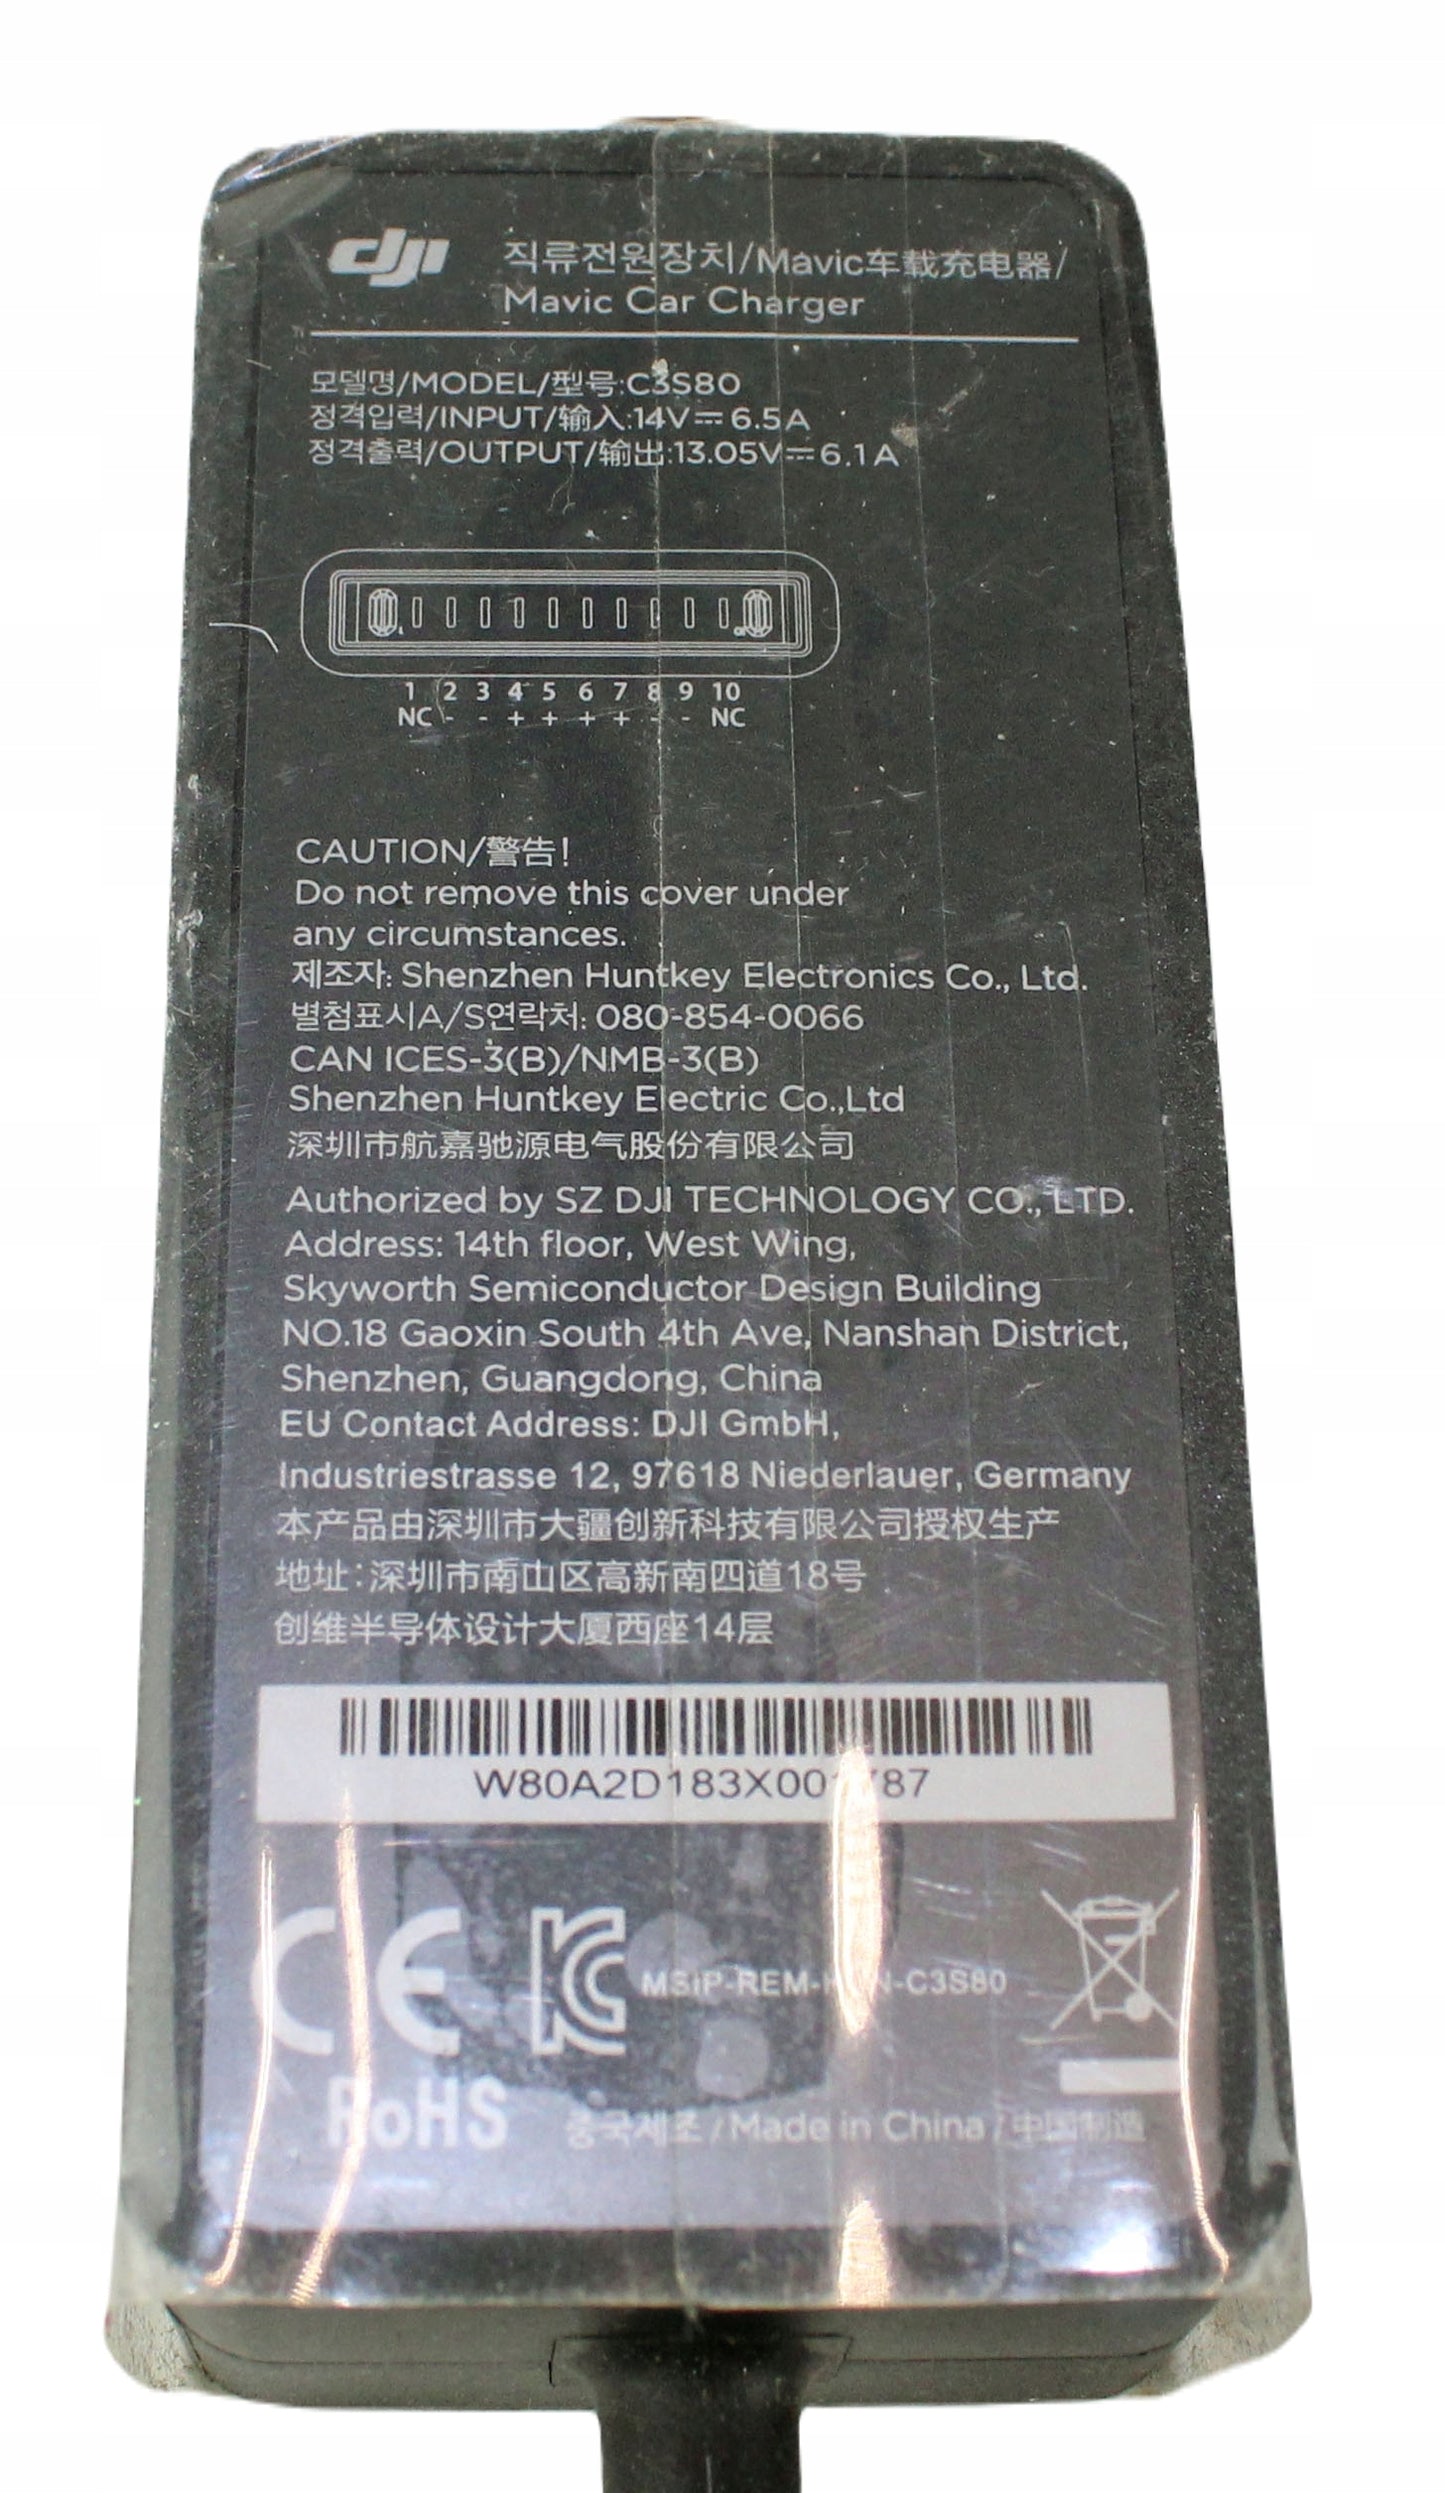 dji 직류전원장치/Mavic车载充电器/
Mavic Car Charger
모델명/MODEL/型号:C3S80
정격입력/INPUT/输入:14V⎓6.5A
정격출력/OUTPUT/输出:13.05V⎓6.1A
1 2 3 4 5 6 7 8 9 10
NC - - + + + + - - NC
CAUTION/警告!
Do not remove this cover under
any circumstances.
제조자: Shenzhen Huntkey Electronics Co., Ltd.
별첨표시A/S연락처: 080-854-0066
CAN ICES-3(B)/NMB-3(B)
Shenzhen Huntkey Electric Co.,Ltd
深圳市航嘉驰源电气股份有限公司
Authorized by SZ DJI TECHNOLOGY CO., LTD.
Address: 14th floor, West Wing,
Skyworth Semiconductor Design Building
NO.18 Gaoxin South 4th Ave, Nanshan District,
Shenzhen, Guangdong, China
EU Contact Address: DJI GmbH,
Industriestrasse 12, 97618 Niederlauer, Germany
本产品由深圳市大疆创新科技有限公司授权生产
地址:深圳市南山区高新南四道18号
创维半导体设计大厦西座14层
CE KC
RoHS 중국제조/Made in China/中国制造